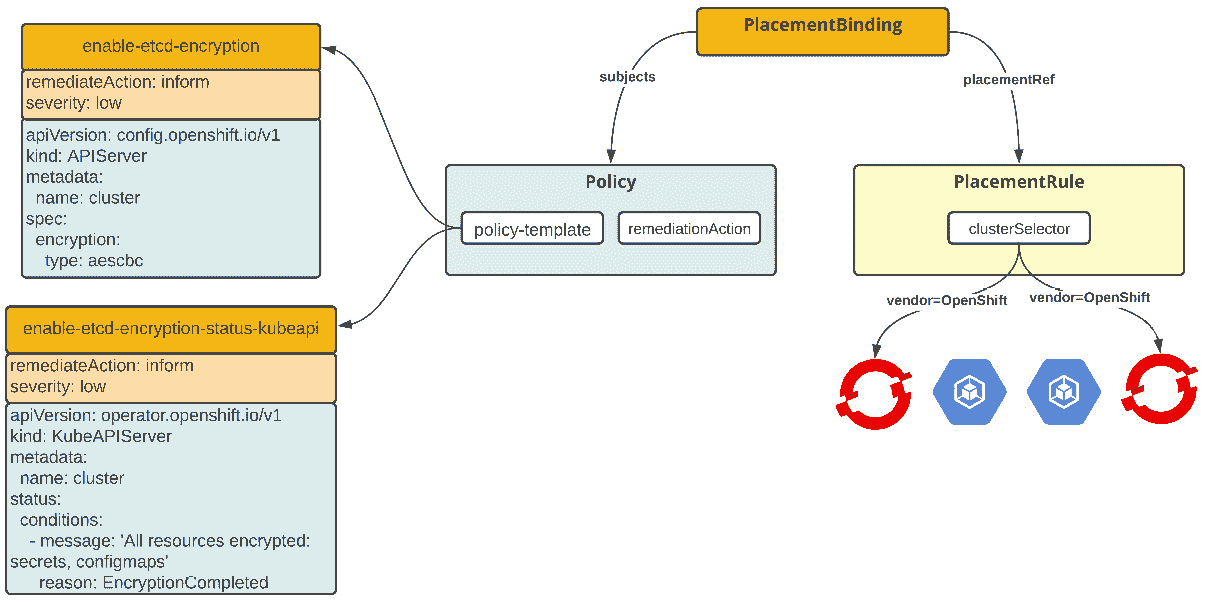 PlacementBinding
subjects
placementRef
enable-etcd-encryption
remediateAction: inform
severity: low
apiVersion: config.openshift.io/v1
kind: APIServer
metadata:
name: cluster
spec:
encryption:
type: aescbc
Policy
policy-template
remediationAction
PlacementRule
clusterSelector
vendor=OpenShift
vendor=OpenShift
enable-etcd-encryption-status-kubeapi
remediateAction: inform
severity: low
apiVersion: operator.openshift.io/v1
kind: KubeAPIServer
metadata:
name: cluster
status:
conditions:
- message: 'All resources encrypted:
secrets, configmaps'
reason: EncryptionCompleted